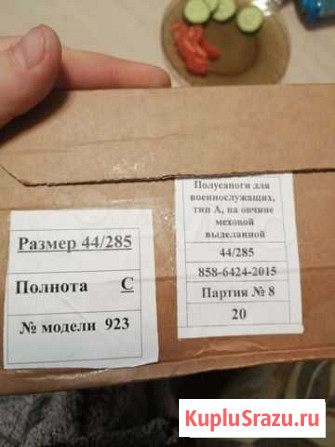 Размер 44/285
Полнота С
№ модели 923
Полусапоги для
военнослужащих,
тип А, на овчине
меховой
выделанной
44/285
858-6424-2015
Партия № 8
20
KupluSrazu.ru